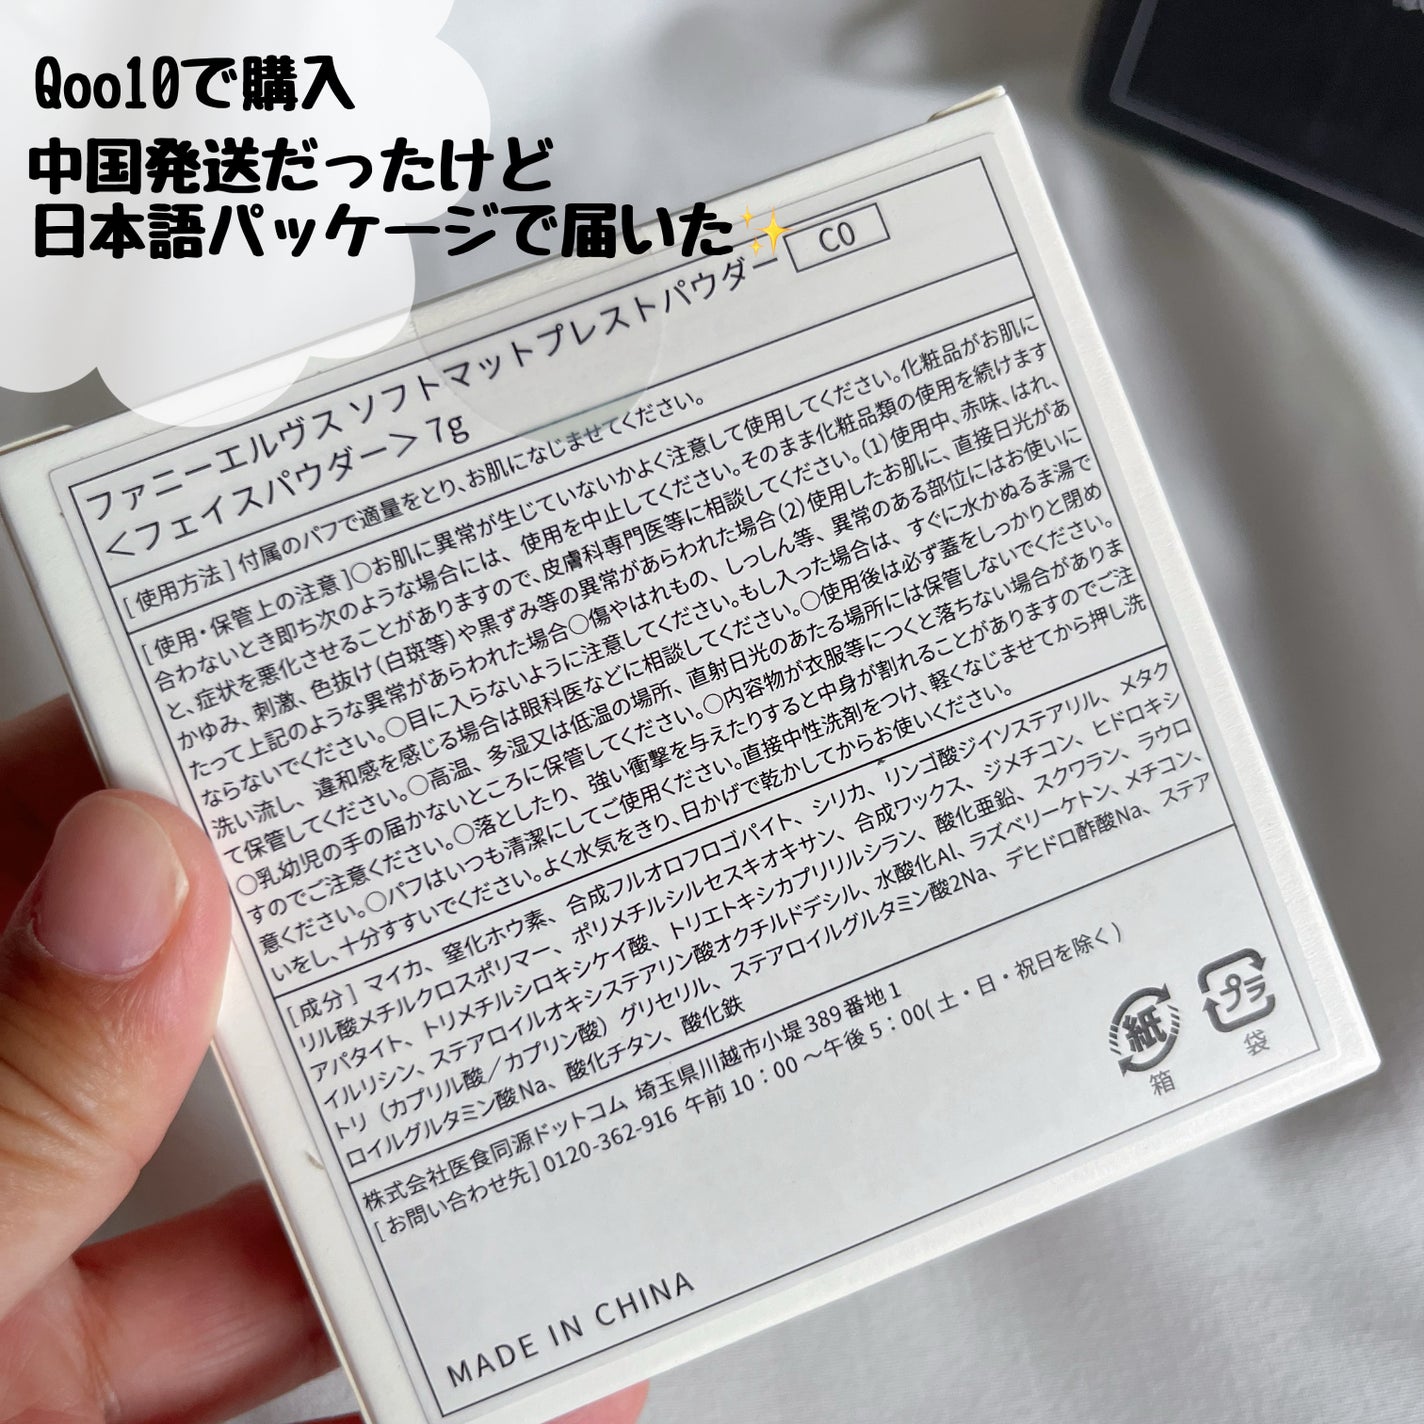 Qoo10で購入
中国発送だったけど
日本語パッケージで届いた✨
ファニーエルヴス ソフトマットプレストパウダー C0
＜フェイスパウダー＞ 7g
[使用方法] 付属のパフで適量をとり、お肌になじませてください。
[使用・保管上の注意]○お肌に異常が生じていないかよく注意して使用してください。化粧品がお肌に
合わないとき即ち次のような場合には、使用を中止してください。そのまま化粧品類の使用を続けます
と、症状を悪化させることがありますので、皮膚科専門医等に相談してください。(1)使用中、赤味、はれ、
かゆみ、刺激、色抜け(白斑等)や黒ずみ等の異常があらわれた場合(2)使用したお肌に、直接日光があ
たって上記のような異常があらわれた場合○傷やはれもの、しっしん等、異常のある部位にはお使いに
ならないでください。○目に入らないように注意してください。もし入った場合は、すぐに水かぬるま湯で
洗い流し、違和感を感じる場合は眼科医などに相談してください。○使用後は必ず蓋をしっかりと閉め
て保管してください。○高温、多湿又は低温の場所、直射日光のあたる場所には保管しないでください。
○乳幼児の手の届かないところに保管してください。○内容物が衣服等につくと落ちない場合がありま
すのでご注意ください。○落としたり、強い衝撃を与えたりすると中身が割れることがありますのでご注
意ください。○パフはいつも清潔にしてご使用ください。直接中性洗剤をつけ、軽くなじませてから押し洗
いをし、十分すすいでください。よく水気をきり、日かげで乾かしてからお使いください。
[成分] マイカ、窒化ホウ素、合成フルオロフロゴパイト、シリカ、リンゴ酸ジイソステアリル、メタク
リル酸メチルクロスポリマー、ポリメチルシルセスキオキサン、合成ワックス、ジメチコン、ヒドロキシ
アパタイト、トリメチルシロキシケイ酸、トリエトキシカプリリルシラン、酸化亜鉛、スクワラン、ラウロ
イルリシン、ステアロイルオキシステアリン酸オクチルドデシル、水酸化Al、ラズベリーケトン、メチコン、
トリ（カプリル酸／カプリン酸）グリセリル、ステアロイルグルタミン酸2Na、デヒドロ酢酸Na、ステア
ロイルグルタミン酸Na、酸化チタン、酸化鉄
株式会社医食同源ドットコム 埼玉県川越市小堤389番地1
[お問い合わせ先] 0120-362-916 午前10：00～午後5：00(土・日・祝日を除く)
紙
箱
プラ
袋
MADE IN CHINA